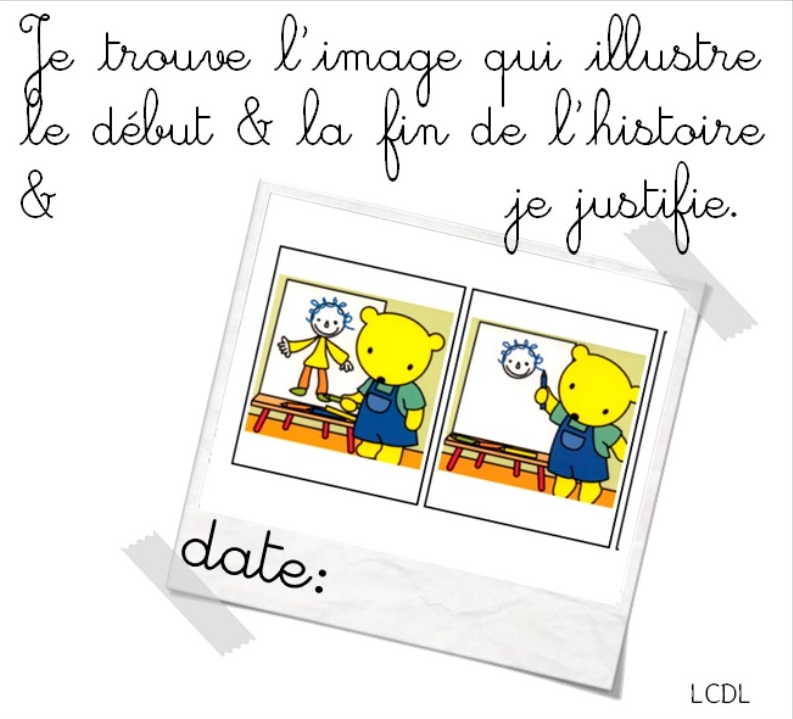 Je trouve l'image qui illustre
le début & la fin de l'histoire
& je justifie.
date:
LCDL